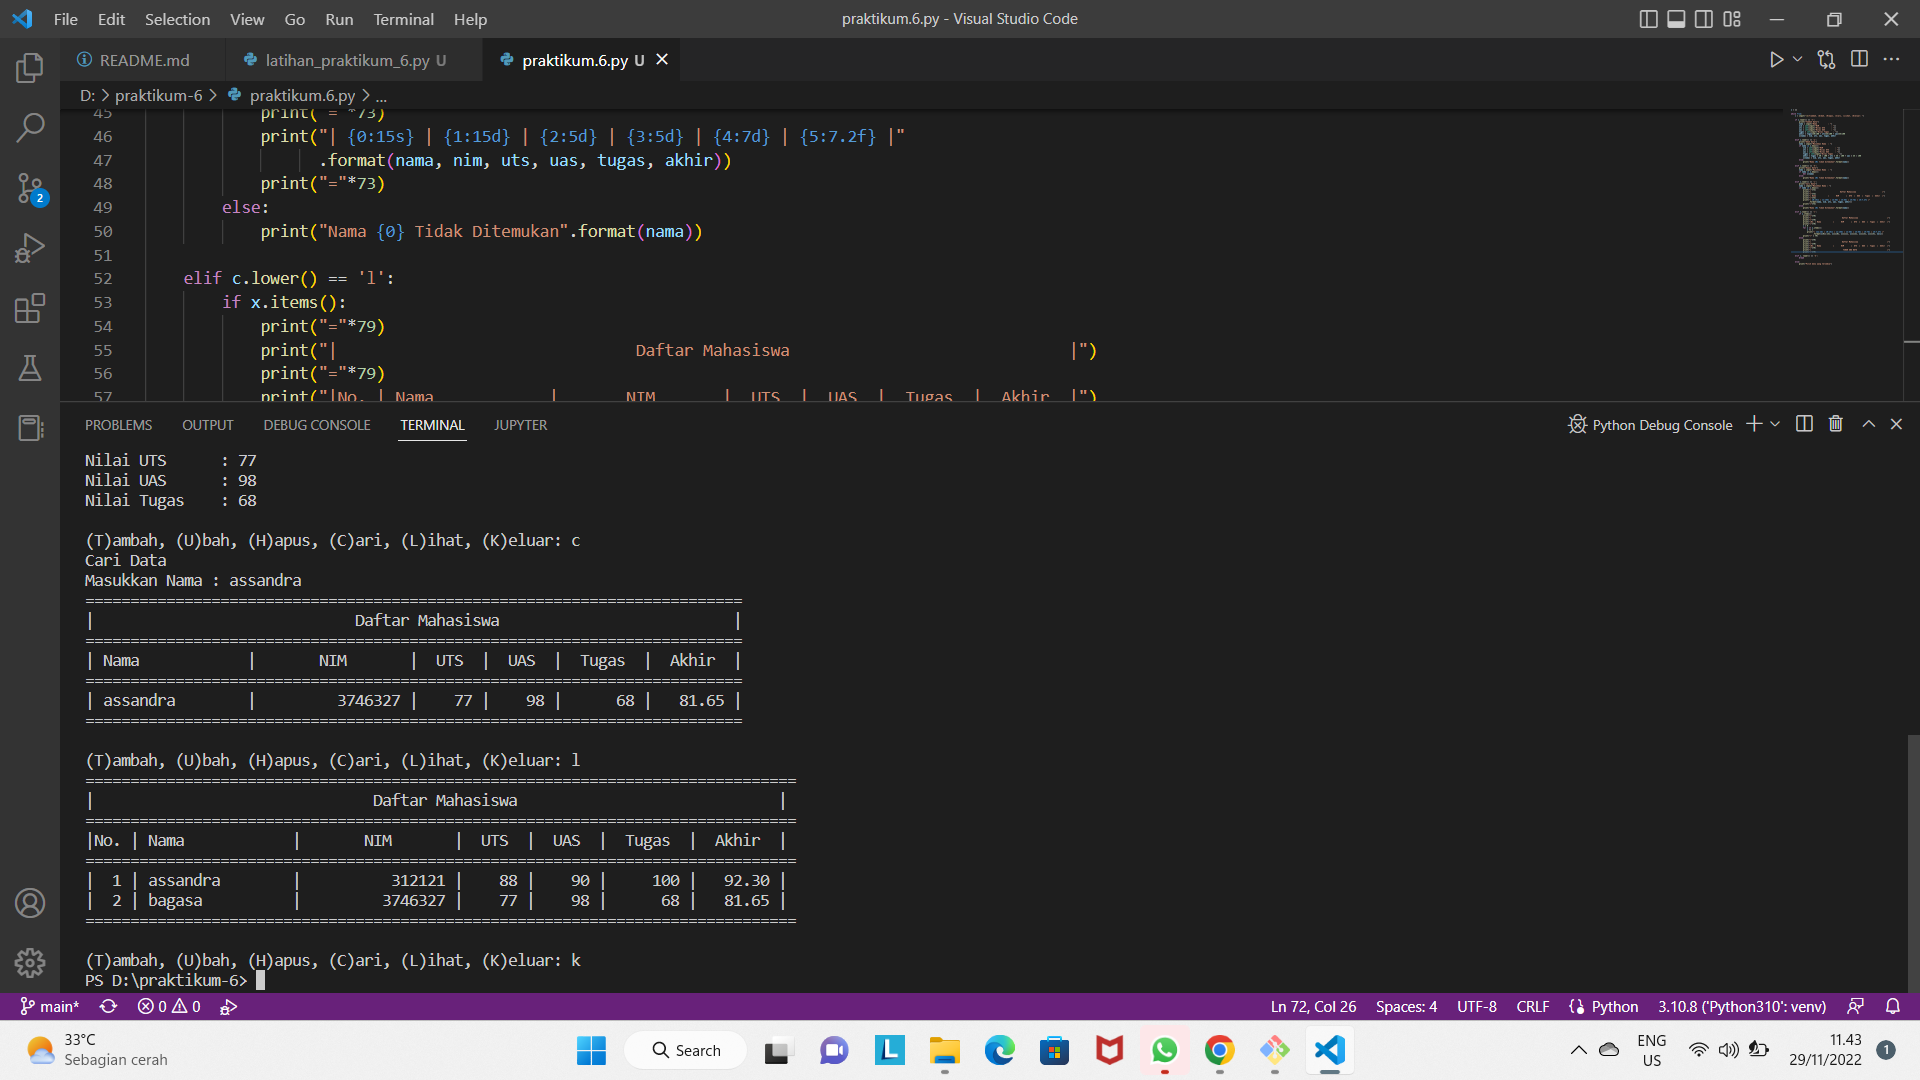 File Edit Selection View Go Run Terminal Help
praktikum.6.py - Visual Studio Code
README.md
latihan_praktikum_6.py U
praktikum.6.py U
D: > praktikum-6 > praktikum.6.py > ...
45 print("="*73)
46 print("| {0:15s} | {1:15d} | {2:5d} | {3:5d} | {4:7d} | {5:7.2f} |"
47 .format(nama, nim, uts, uas, tugas, akhir))
48 print("="*73)
49 else:
50 print("Nama {0} Tidak Ditemukan".format(nama))
51
52 elif c.lower() == 'l':
53 if x.items():
54 print("="*79)
55 print("|                               Daftar Mahasiswa                             |")
56 print("="*79)
57 print("|No. | Nama            |       NIM       |  UTS  |  UAS  |  Tugas  |  Akhir  |")
PROBLEMS OUTPUT DEBUG CONSOLE TERMINAL JUPYTER
Python Debug Console
Nilai UTS      : 77
Nilai UAS      : 98
Nilai Tugas    : 68
(T)ambah, (U)bah, (H)apus, (C)ari, (L)ihat, (K)eluar: c
Cari Data
Masukkan Nama : assandra
=========================================================================
|                             Daftar Mahasiswa                          |
=========================================================================
| Nama            |       NIM       |  UTS  |  UAS  |  Tugas  |  Akhir  |
=========================================================================
| assandra        |         3746327 |    77 |    98 |      68 |   81.65 |
=========================================================================
(T)ambah, (U)bah, (H)apus, (C)ari, (L)ihat, (K)eluar: l
===============================================================================
|                               Daftar Mahasiswa                             |
===============================================================================
|No. | Nama            |       NIM       |  UTS  |  UAS  |  Tugas  |  Akhir  |
===============================================================================
|  1 | assandra        |          312121 |    88 |    90 |     100 |   92.30 |
|  2 | bagasa          |         3746327 |    77 |    98 |      68 |   81.65 |
===============================================================================
(T)ambah, (U)bah, (H)apus, (C)ari, (L)ihat, (K)eluar: k
PS D:\praktikum-6>
2
main* 0 0
Ln 72, Col 26 Spaces: 4 UTF-8 CRLF Python 3.10.8 ('Python310': venv)
33°C
Sebagian cerah
Search
ENG
US
11.43
29/11/2022
1